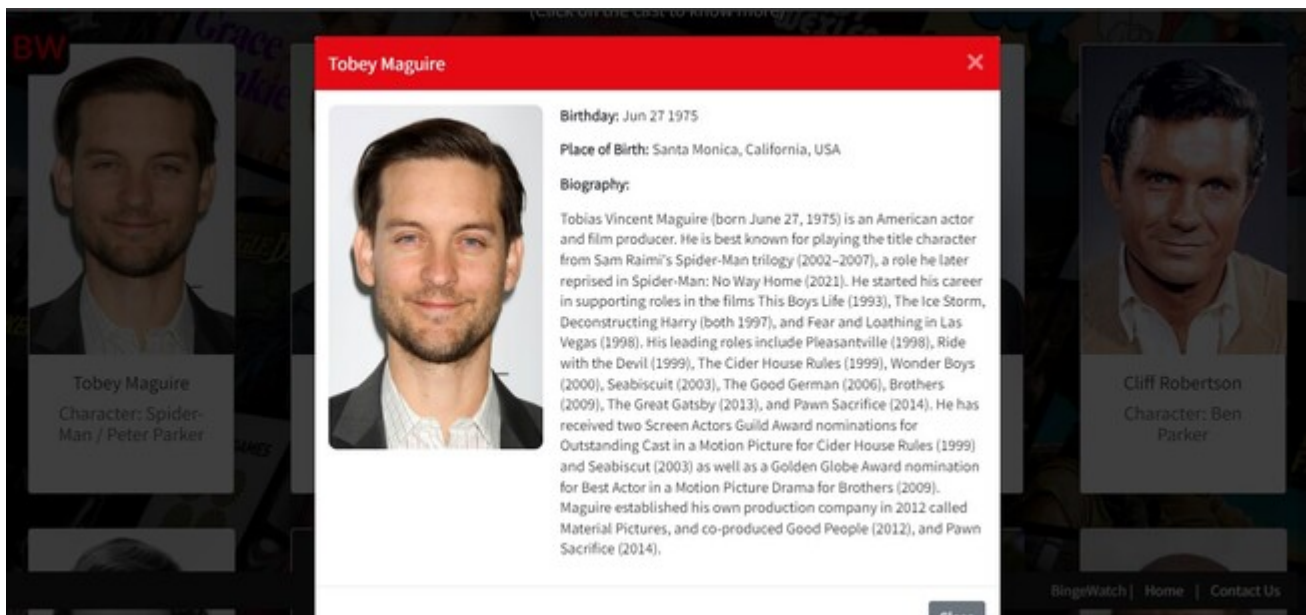 (Click on the cast to know more)
BW
Tobey Maguire
×
Birthday: Jun 27 1975
Place of Birth: Santa Monica, California, USA
Biography:
Tobias Vincent Maguire (born June 27, 1975) is an American actor
and film producer. He is best known for playing the title character
from Sam Raimi's Spider-Man trilogy (2002–2007), a role he later
reprised in Spider-Man: No Way Home (2021). He started his career
in supporting roles in the films This Boys Life (1993), The Ice Storm,
Deconstructing Harry (both 1997), and Fear and Loathing in Las
Vegas (1998). His leading roles include Pleasantville (1998), Ride
with the Devil (1999), The Cider House Rules (1999), Wonder Boys
(2000), Seabiscuit (2003), The Good German (2006), Brothers
(2009), The Great Gatsby (2013), and Pawn Sacrifice (2014). He has
received two Screen Actors Guild Award nominations for
Outstanding Cast in a Motion Picture for Cider House Rules (1999)
and Seabiscut (2003) as well as a Golden Globe Award nomination
for Best Actor in a Motion Picture Drama for Brothers (2009).
Maguire established his own production company in 2012 called
Material Pictures, and co-produced Good People (2012), and Pawn
Sacrifice (2014).
Tobey Maguire
Character: Spider-
Man / Peter Parker
Cliff Robertson
Character: Ben
Parker
BingeWatch | Home | Contact Us
Close